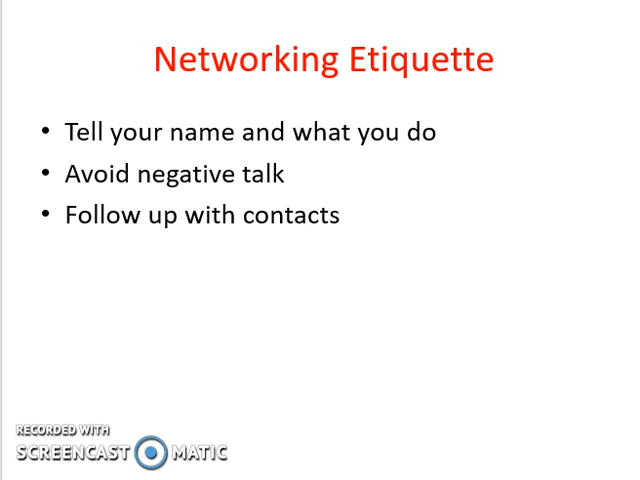 Networking Etiquette
• Tell your name and what you do
• Avoid negative talk
• Follow up with contacts
RECORDED WITH
SCREENCAST MATIC